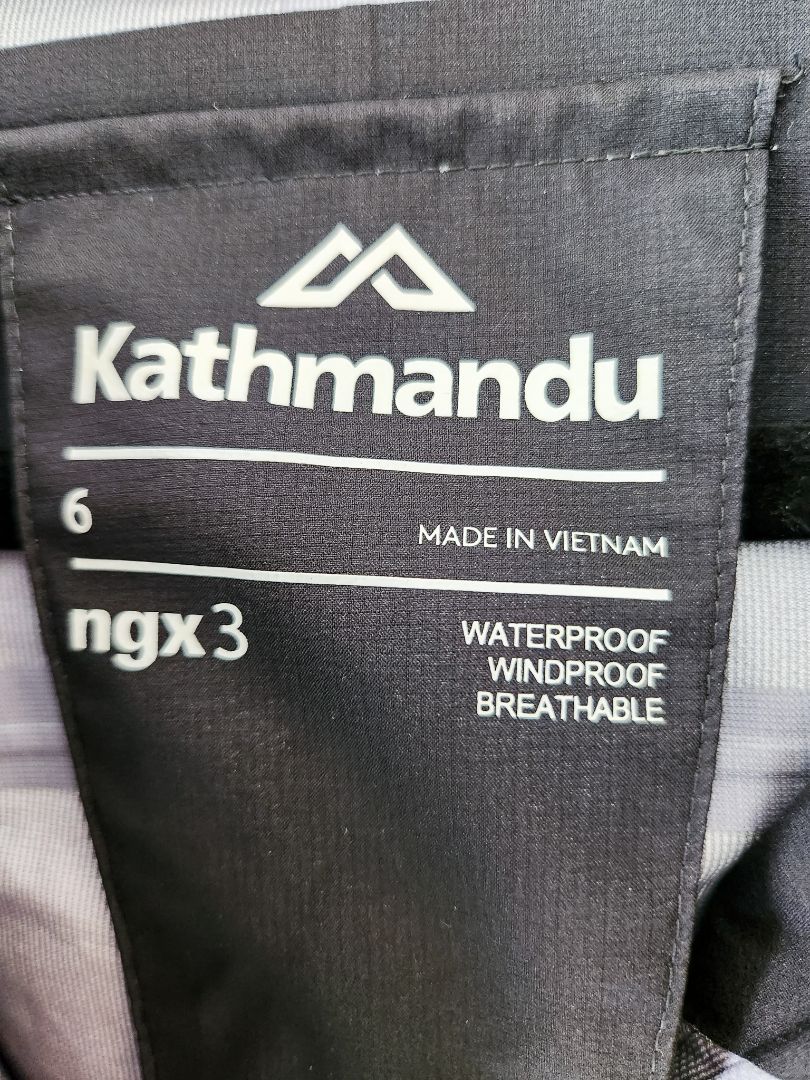 Kathmandu
6
MADE IN VIETNAM
ngx3
WATERPROOF
WINDPROOF
BREATHABLE